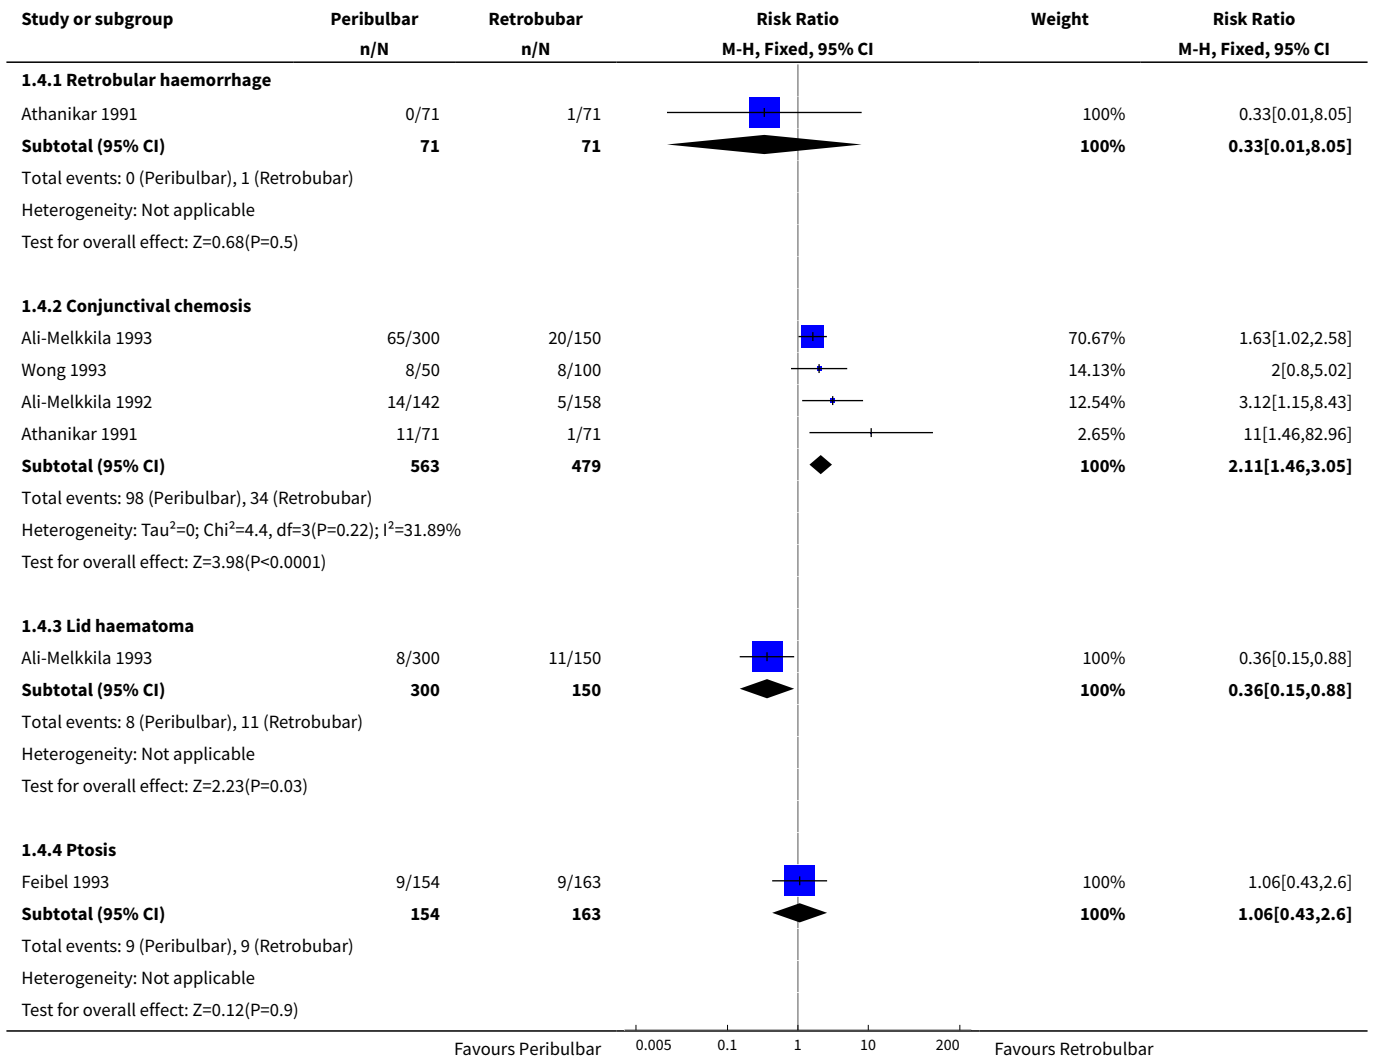 Study or subgroup Peribulbar Retrobubar Risk Ratio Weight Risk Ratio
n/N n/N M-H, Fixed, 95% CI M-H, Fixed, 95% CI
1.4.1 Retrobular haemorrhage
Athanikar 1991 0/71 1/71 100% 0.33[0.01,8.05]
Subtotal (95% CI) 71 71 100% 0.33[0.01,8.05]
Total events: 0 (Peribulbar), 1 (Retrobubar)
Heterogeneity: Not applicable
Test for overall effect: Z=0.68(P=0.5)
1.4.2 Conjunctival chemosis
Ali-Melkkila 1993 65/300 20/150 70.67% 1.63[1.02,2.58]
Wong 1993 8/50 8/100 14.13% 2[0.8,5.02]
Ali-Melkkila 1992 14/142 5/158 12.54% 3.12[1.15,8.43]
Athanikar 1991 11/71 1/71 2.65% 11[1.46,82.96]
Subtotal (95% CI) 563 479 100% 2.11[1.46,3.05]
Total events: 98 (Peribulbar), 34 (Retrobubar)
Heterogeneity: Tau²=0; Chi²=4.4, df=3(P=0.22); I²=31.89%
Test for overall effect: Z=3.98(P<0.0001)
1.4.3 Lid haematoma
Ali-Melkkila 1993 8/300 11/150 100% 0.36[0.15,0.88]
Subtotal (95% CI) 300 150 100% 0.36[0.15,0.88]
Total events: 8 (Peribulbar), 11 (Retrobubar)
Heterogeneity: Not applicable
Test for overall effect: Z=2.23(P=0.03)
1.4.4 Ptosis
Feibel 1993 9/154 9/163 100% 1.06[0.43,2.6]
Subtotal (95% CI) 154 163 100% 1.06[0.43,2.6]
Total events: 9 (Peribulbar), 9 (Retrobubar)
Heterogeneity: Not applicable
Test for overall effect: Z=0.12(P=0.9)
Favours Peribulbar 0.005 0.1 1 10 200 Favours Retrobulbar